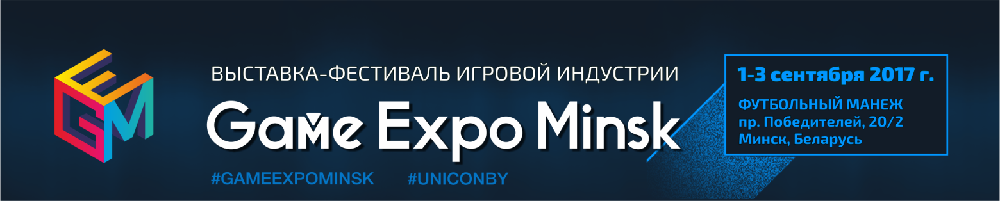 GEM
ВЫСТАВКА-ФЕСТИВАЛЬ ИГРОВОЙ ИНДУСТРИИ
Game Expo Minsk
#GAMEEXPOMINSK #UNICONBY
1-3 сентября 2017 г.
ФУТБОЛЬНЫЙ МАНЕЖ
пр. Победителей, 20/2
Минск, Беларусь